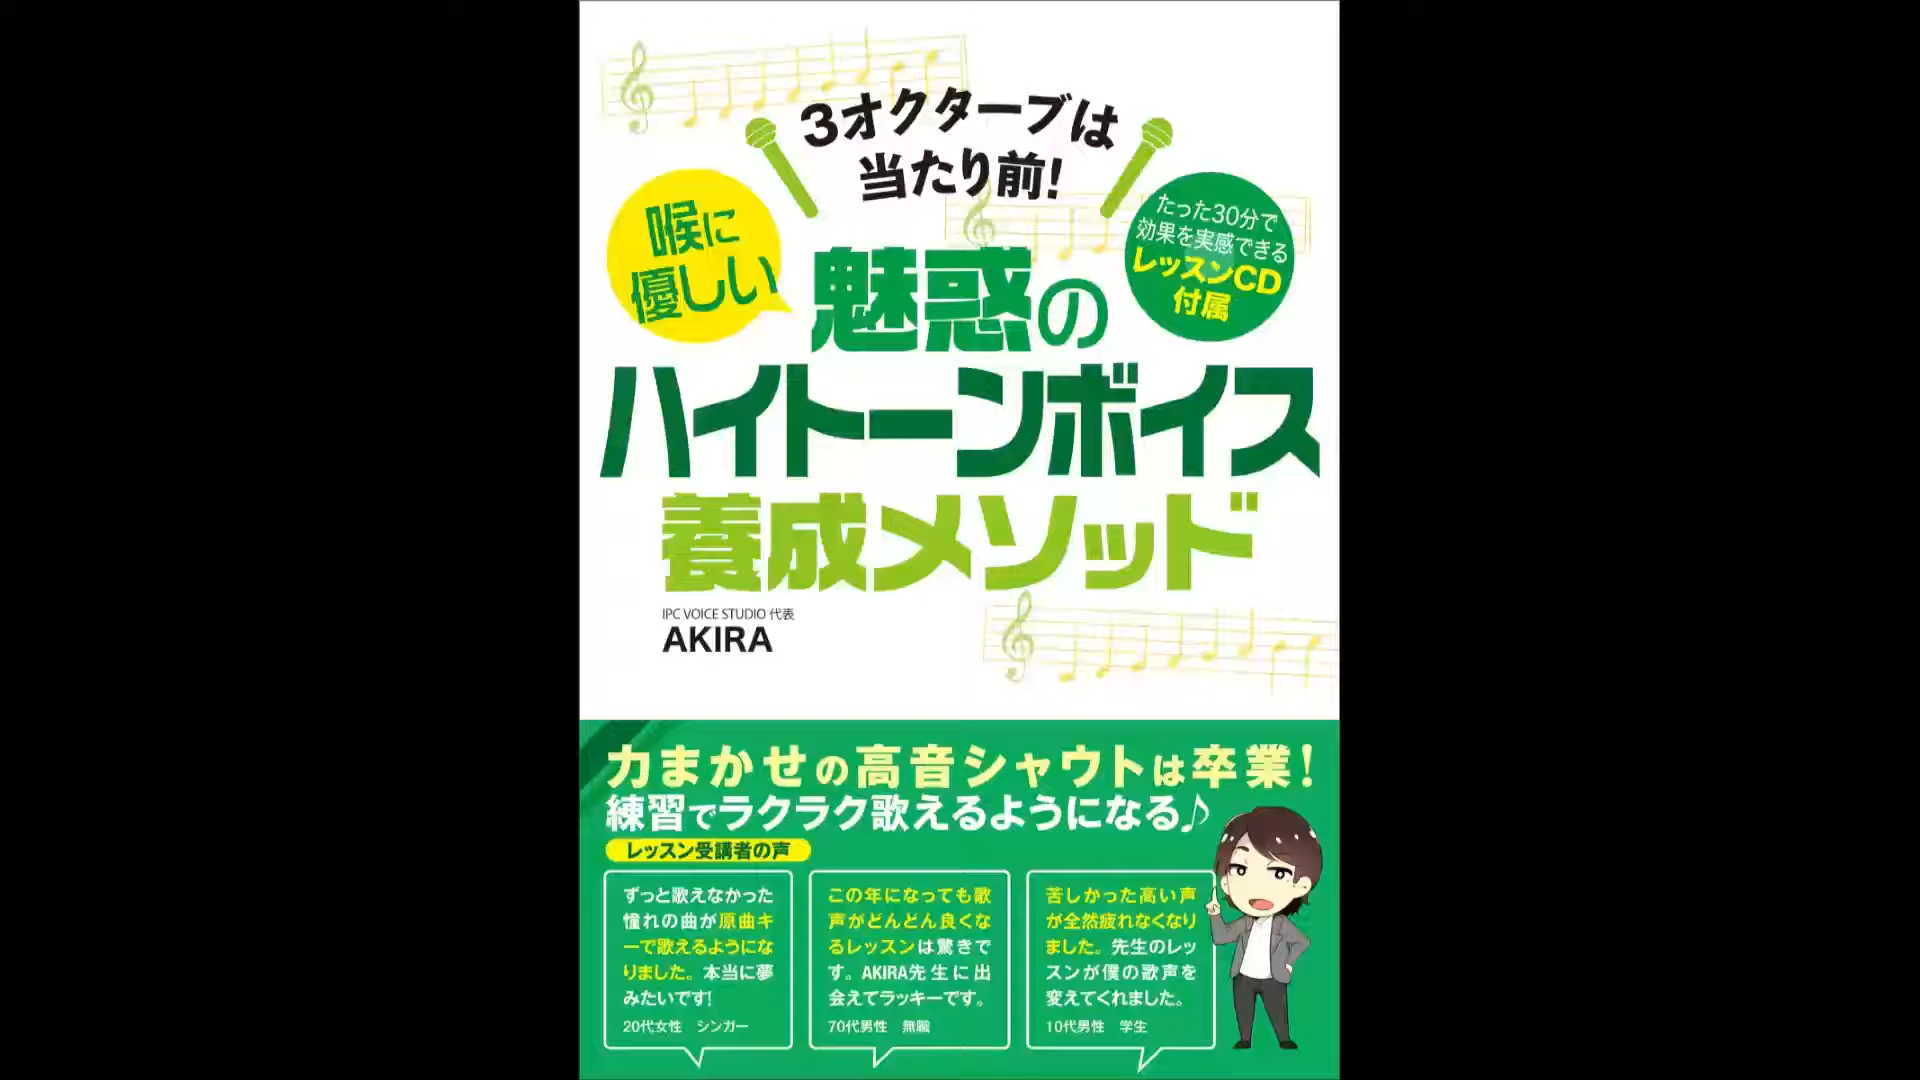 3オクターブは
当たり前!
喉に
優しい
たった30分で
効果を実感できる
レッスンCD
付属
魅惑の
ハイトーンボイス
養成メソッド
IPC VOICE STUDIO 代表
AKIRA
力まかせの高音シャウトは卒業!
練習でラクラク歌えるようになる♪
レッスン受講者の声
ずっと歌えなかった
憧れの曲が原曲キ
ーで歌えるようにな
りました。本当に夢
みたいです!
20代女性 シンガー
この年になっても歌
声がどんどん良くな
るレッスンは驚きで
す。AKIRA先生に出
会えてラッキーです。
70代男性 無職
苦しかった高い声
が全然疲れなくなり
ました。先生のレッ
スンが僕の歌声を
変えてくれました。
10代男性 学生